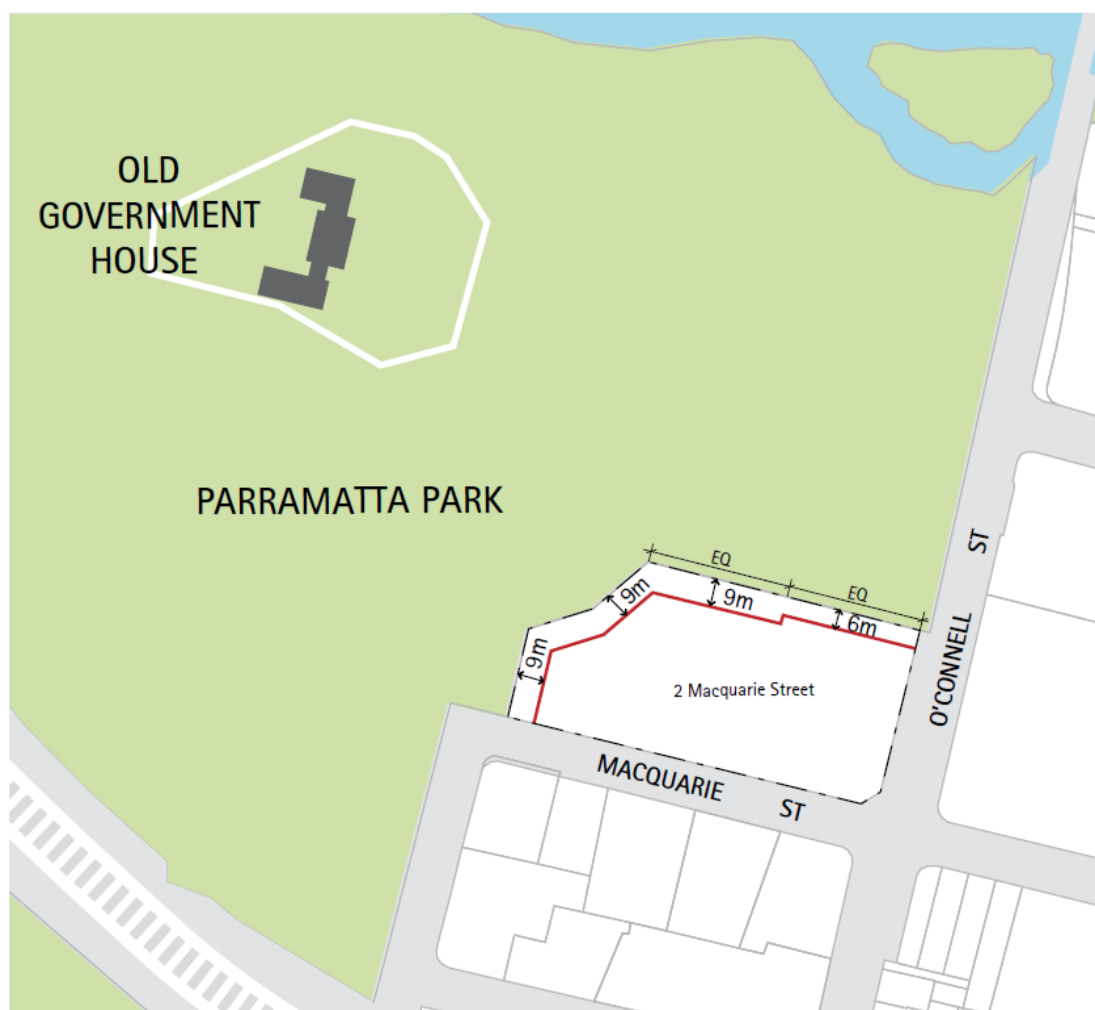 OLD
GOVERNMENT
HOUSE
PARRAMATTA PARK
EQ
EQ
9m
9m
6m
9m
2 Macquarie Street
O'CONNELL ST
MACQUARIE ST